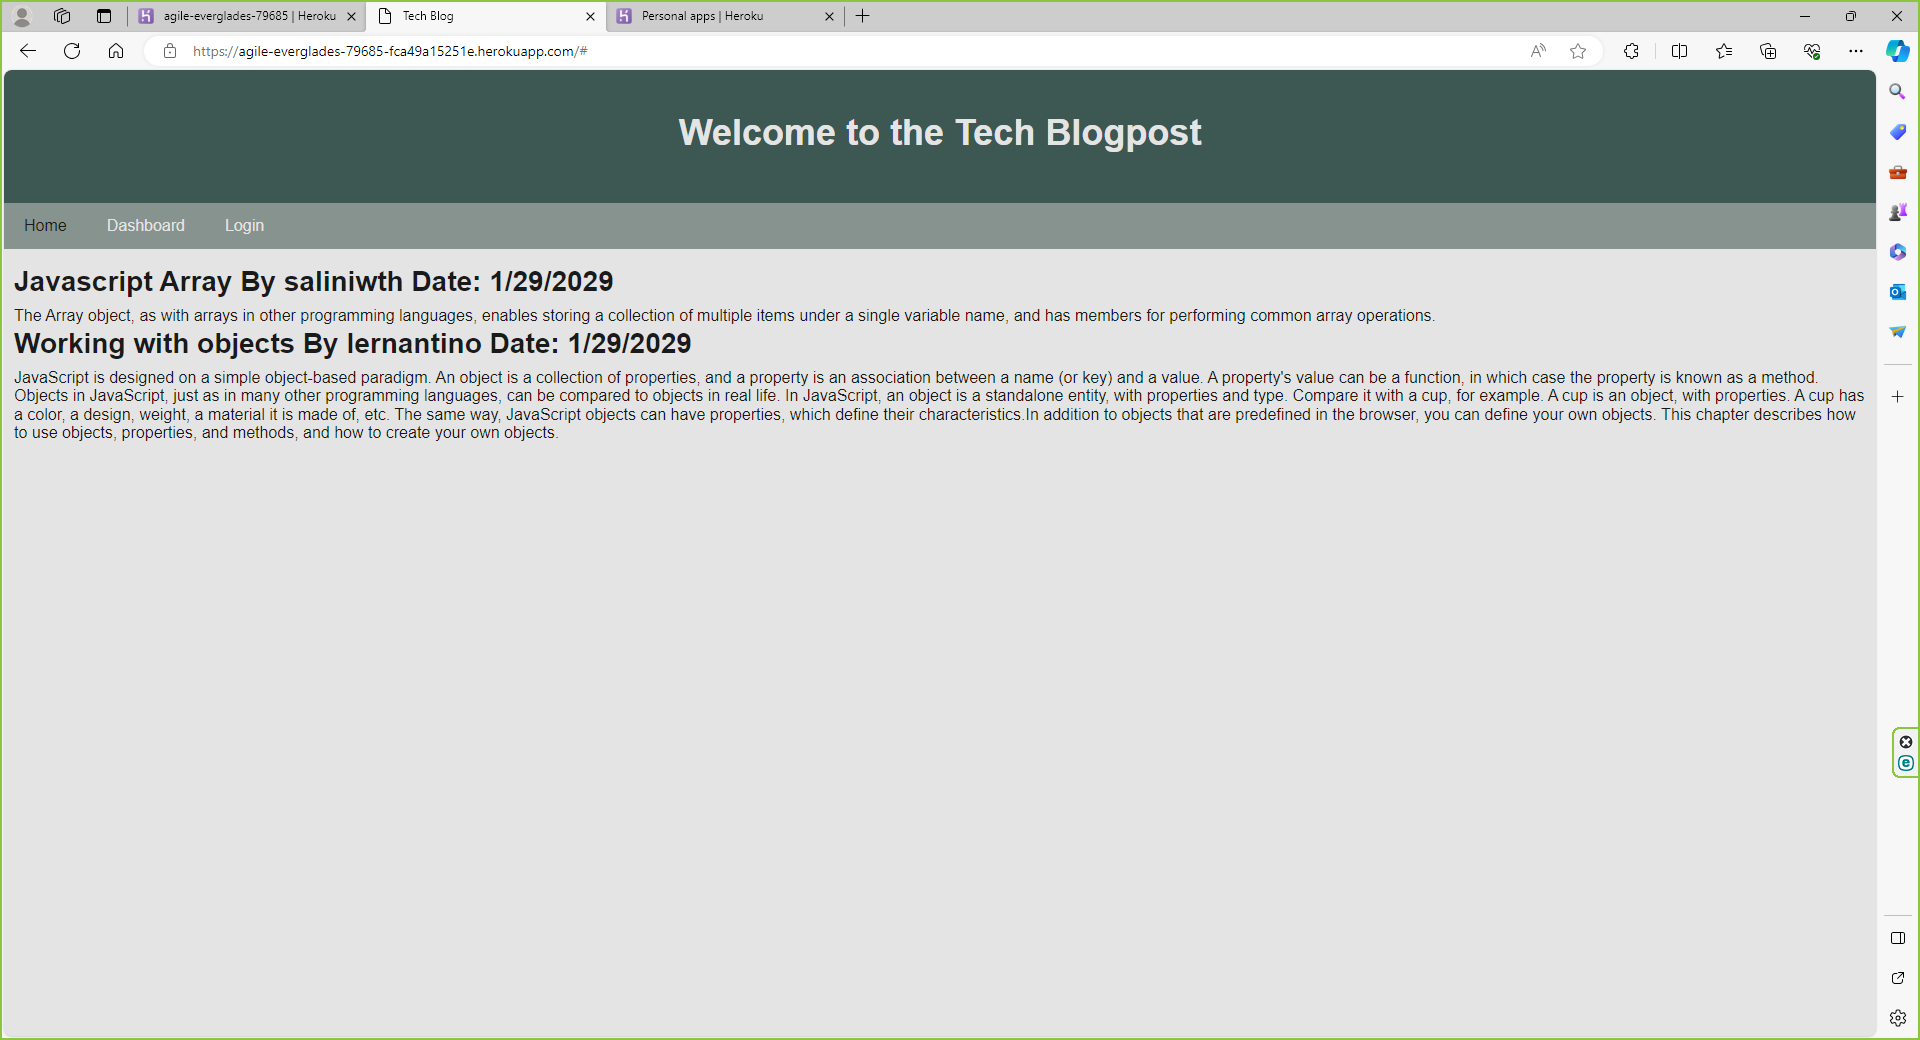 agile-everglades-79685 | Heroku
Tech Blog
Personal apps | Heroku
https://agile-everglades-79685-fca49a15251e.herokuapp.com/#
Welcome to the Tech Blogpost
Home Dashboard Login
Javascript Array By saliniwth Date: 1/29/2029
The Array object, as with arrays in other programming languages, enables storing a collection of multiple items under a single variable name, and has members for performing common array operations.
Working with objects By lernantino Date: 1/29/2029
JavaScript is designed on a simple object-based paradigm. An object is a collection of properties, and a property is an association between a name (or key) and a value. A property's value can be a function, in which case the property is known as a method.
Objects in JavaScript, just as in many other programming languages, can be compared to objects in real life. In JavaScript, an object is a standalone entity, with properties and type. Compare it with a cup, for example. A cup is an object, with properties. A cup has
a color, a design, weight, a material it is made of, etc. The same way, JavaScript objects can have properties, which define their characteristics.In addition to objects that are predefined in the browser, you can define your own objects. This chapter describes how
to use objects, properties, and methods, and how to create your own objects.